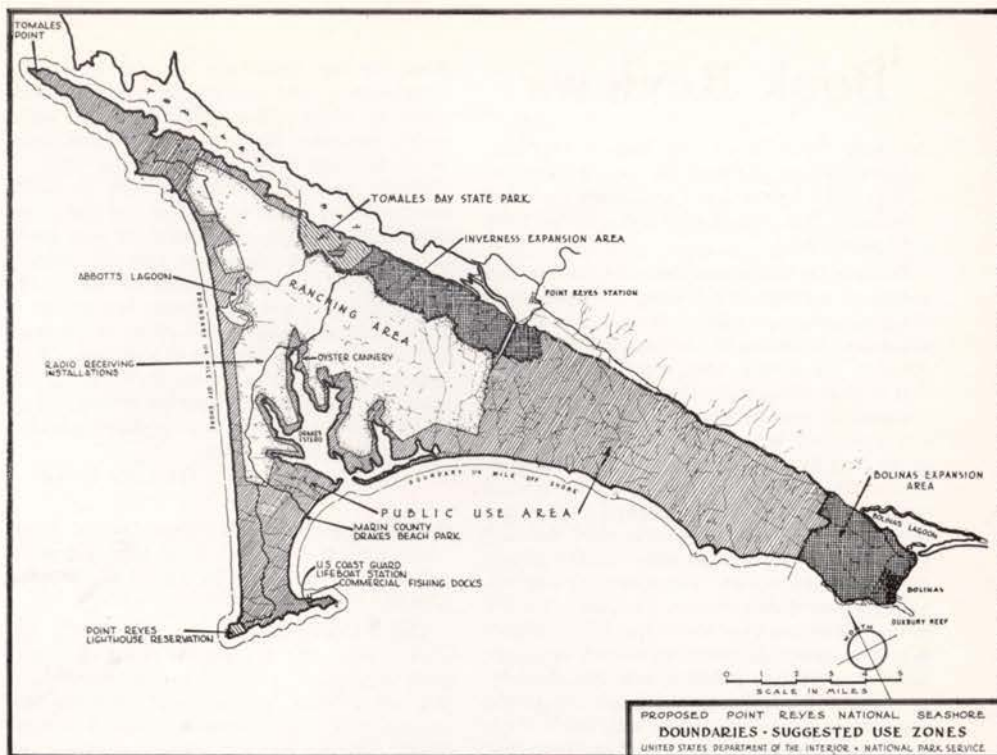 TOMALES
POINT
TOMALES BAY
TOMALES BAY STATE PARK
INVERNESS EXPANSION AREA
POINT REYES STATION
ABBOTTS LAGOON
RANCHING AREA
RADIO RECEIVING
INSTALLATIONS
OYSTER CANNERY
BOUNDARY 1/4 MILE OFF SHORE
DRAKES
ESTERO
BOUNDARY 1/4 MILE OFF SHORE
PUBLIC USE AREA
MARIN COUNTY
DRAKES BEACH PARK
BOLINAS EXPANSION
AREA
BOLINAS LAGOON
U.S COAST GUARD
LIFEBOAT STATION
COMMERCIAL FISHING DOCKS
BOLINAS
DUXBURY REEF
POINT REYES
LIGHTHOUSE RESERVATION
NORTH
0 1 2 3 4 5
SCALE IN MILES
PROPOSED POINT REYES NATIONAL SEASHORE
BOUNDARIES - SUGGESTED USE ZONES
UNITED STATES DEPARTMENT OF THE INTERIOR • NATIONAL PARK SERVICE